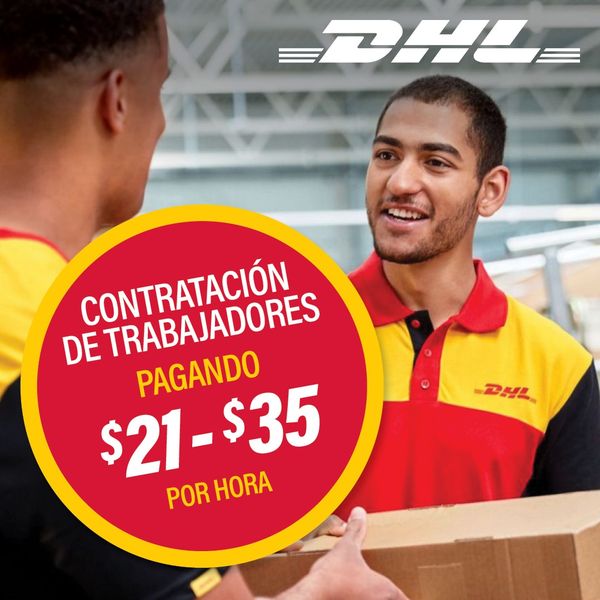 DHL
DHL
CONTRATACIÓN
DE TRABAJADORES
PAGANDO
$21 - $35
POR HORA